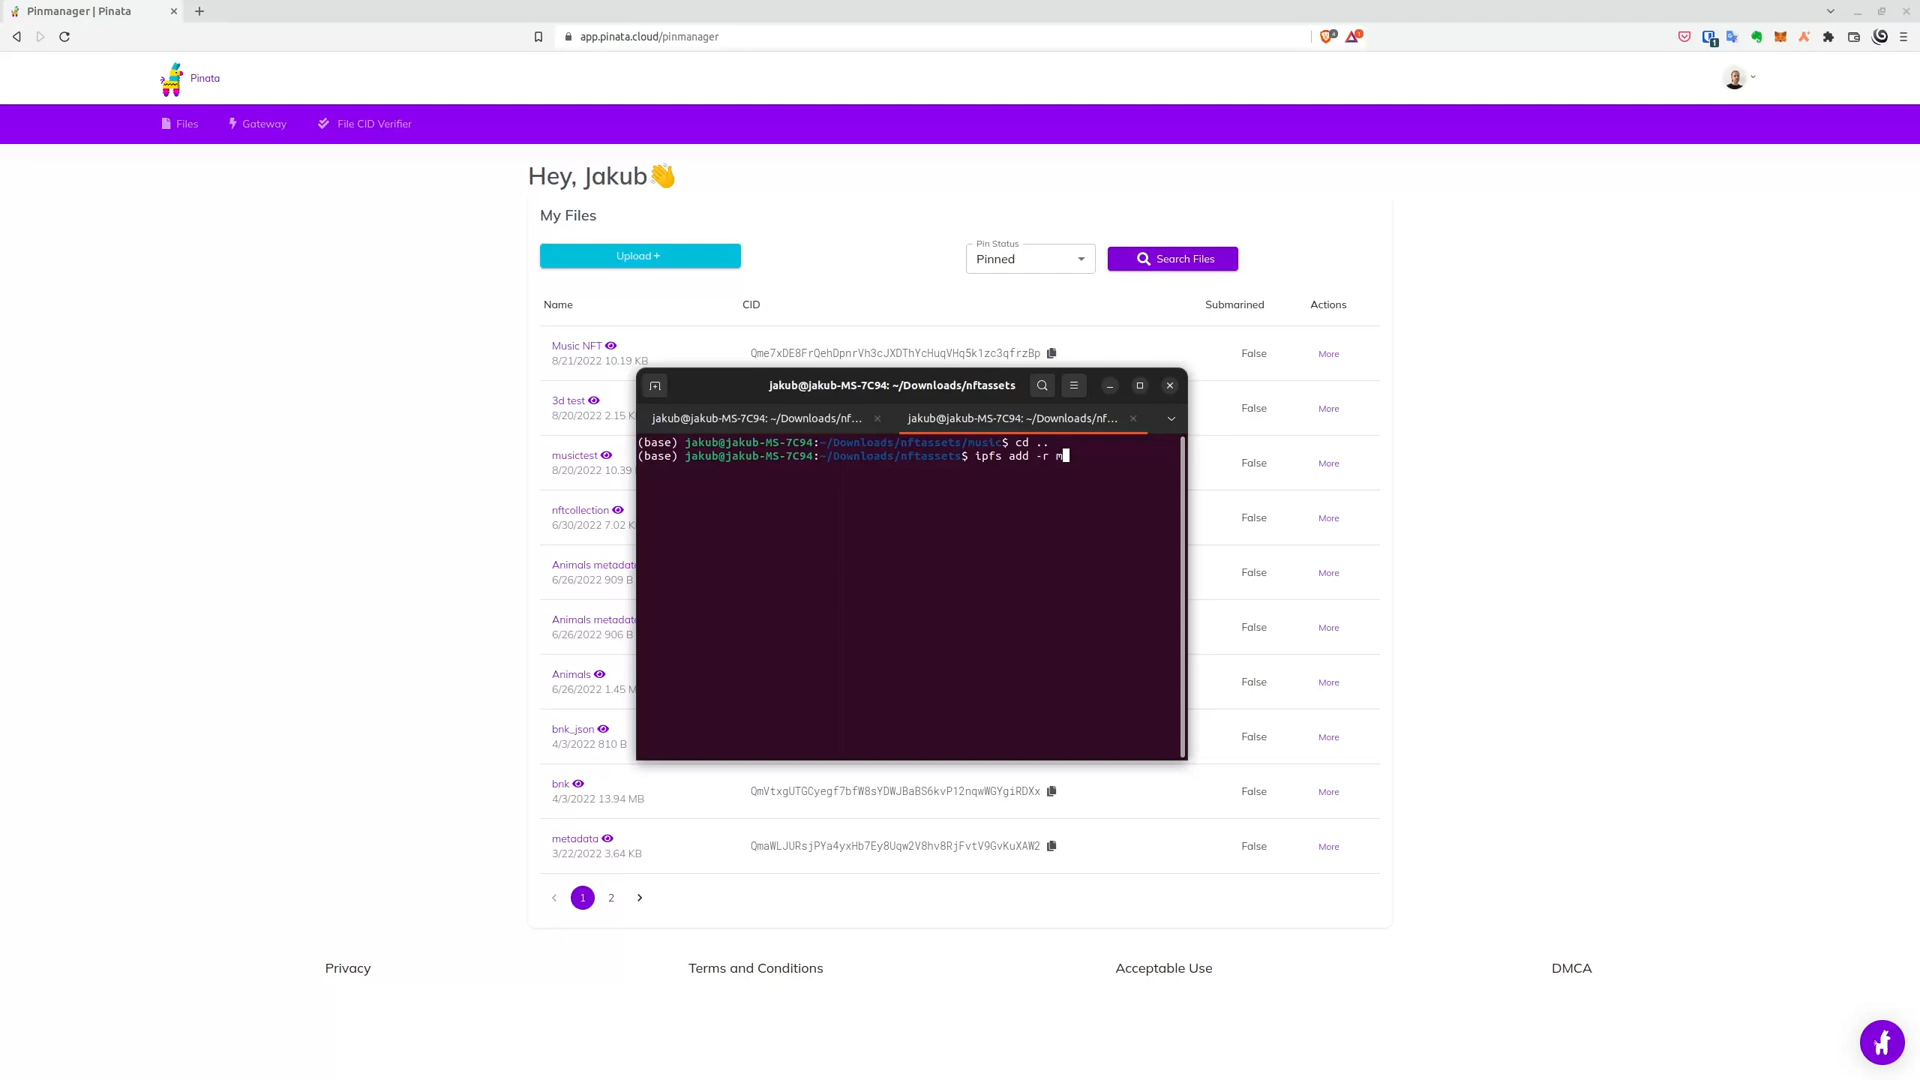 Pinmanager | Pinata
app.pinata.cloud/pinmanager
Pinata
Files
Gateway
File CID Verifier
Hey, Jakub👋
My Files
Upload +
Pin Status
Pinned
Search Files
Name CID Submarined Actions
Music NFT
8/21/2022 10.19 KB
Qme7xDE8FrQehDpnrVh3cJXDThYcHuqVHq5k1zc3qfrzBp
False More
3d test
8/20/2022 2.15 K
False More
musictest
8/20/2022 10.39
False More
nftcollection
6/30/2022 7.02 K
False More
Animals metadata
6/26/2022 909 B
False More
Animals metadata
6/26/2022 906 B
False More
Animals
6/26/2022 1.45 M
False More
bnk_json
4/3/2022 810 B
False More
bnk
4/3/2022 13.94 MB
QmVtxgUTGCyegf7bfW8sYDWJBaBS6kvP12nqwWGYgiRDXx
False More
metadata
3/22/2022 3.64 KB
QmaWLJURsjPYa4yxHb7Ey8Uqw2V8hv8RjFvtV9GvKuXAW2
False More
jakub@jakub-MS-7C94: ~/Downloads/nftassets
jakub@jakub-MS-7C94: ~/Downloads/nf...
jakub@jakub-MS-7C94: ~/Downloads/nf...
(base) jakub@jakub-MS-7C94:~/Downloads/nftassets/music$ cd ..
(base) jakub@jakub-MS-7C94:~/Downloads/nftassets$ ipfs add -r m
1 2
Privacy
Terms and Conditions
Acceptable Use
DMCA